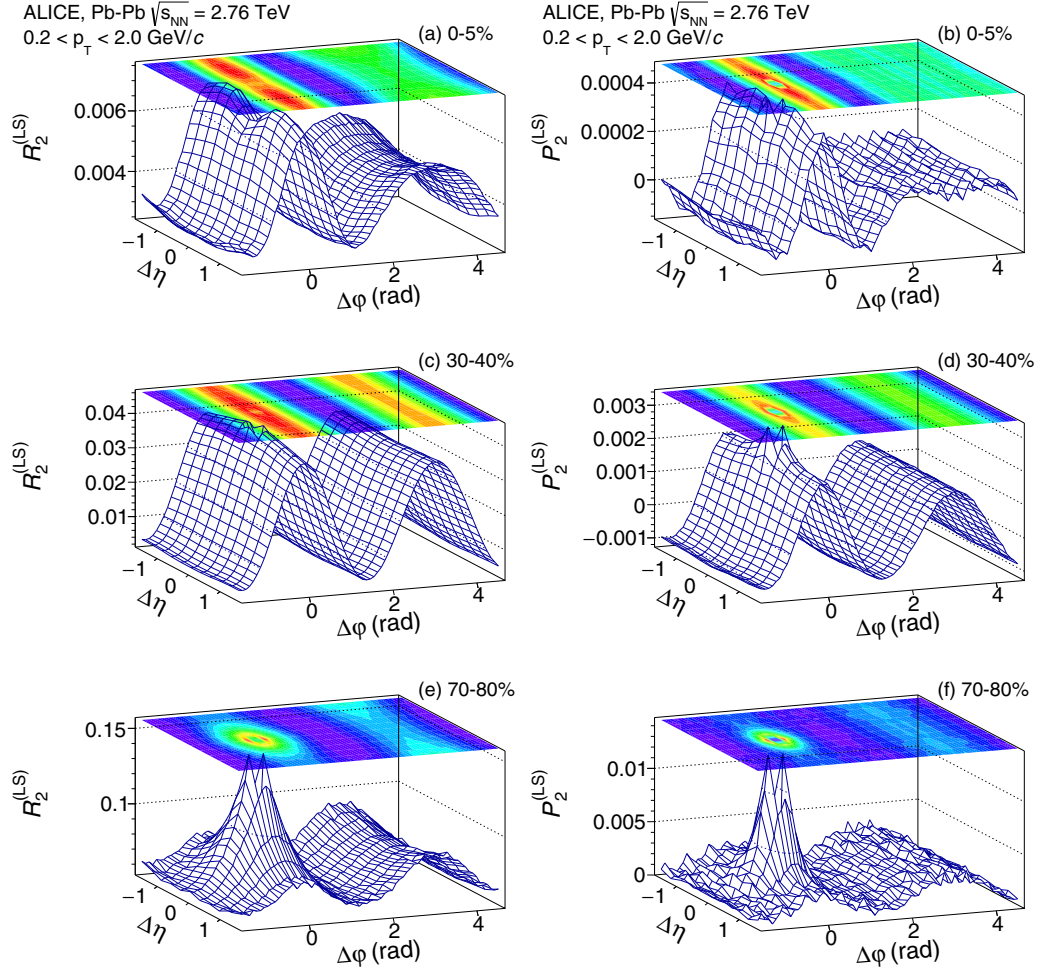 ALICE, Pb-Pb √s_NN = 2.76 TeV
0.2 < p_T < 2.0 GeV/c
(a) 0-5%
R_2^(LS)
0.006
0.004
−1
0
1
Δη
0
2
4
Δφ (rad)
ALICE, Pb-Pb √s_NN = 2.76 TeV
0.2 < p_T < 2.0 GeV/c
(b) 0-5%
P_2^(LS)
0.0004
0.0002
0
−1
0
1
Δη
0
2
4
Δφ (rad)
(c) 30-40%
R_2^(LS)
0.04
0.03
0.02
0.01
−1
0
1
Δη
0
2
4
Δφ (rad)
(d) 30-40%
P_2^(LS)
0.003
0.002
0.001
0
−0.001
−1
0
1
Δη
0
2
4
Δφ (rad)
(e) 70-80%
R_2^(LS)
0.15
0.1
−1
0
1
Δη
0
2
4
Δφ (rad)
(f) 70-80%
P_2^(LS)
0.01
0.005
0
−1
0
1
Δη
0
2
4
Δφ (rad)